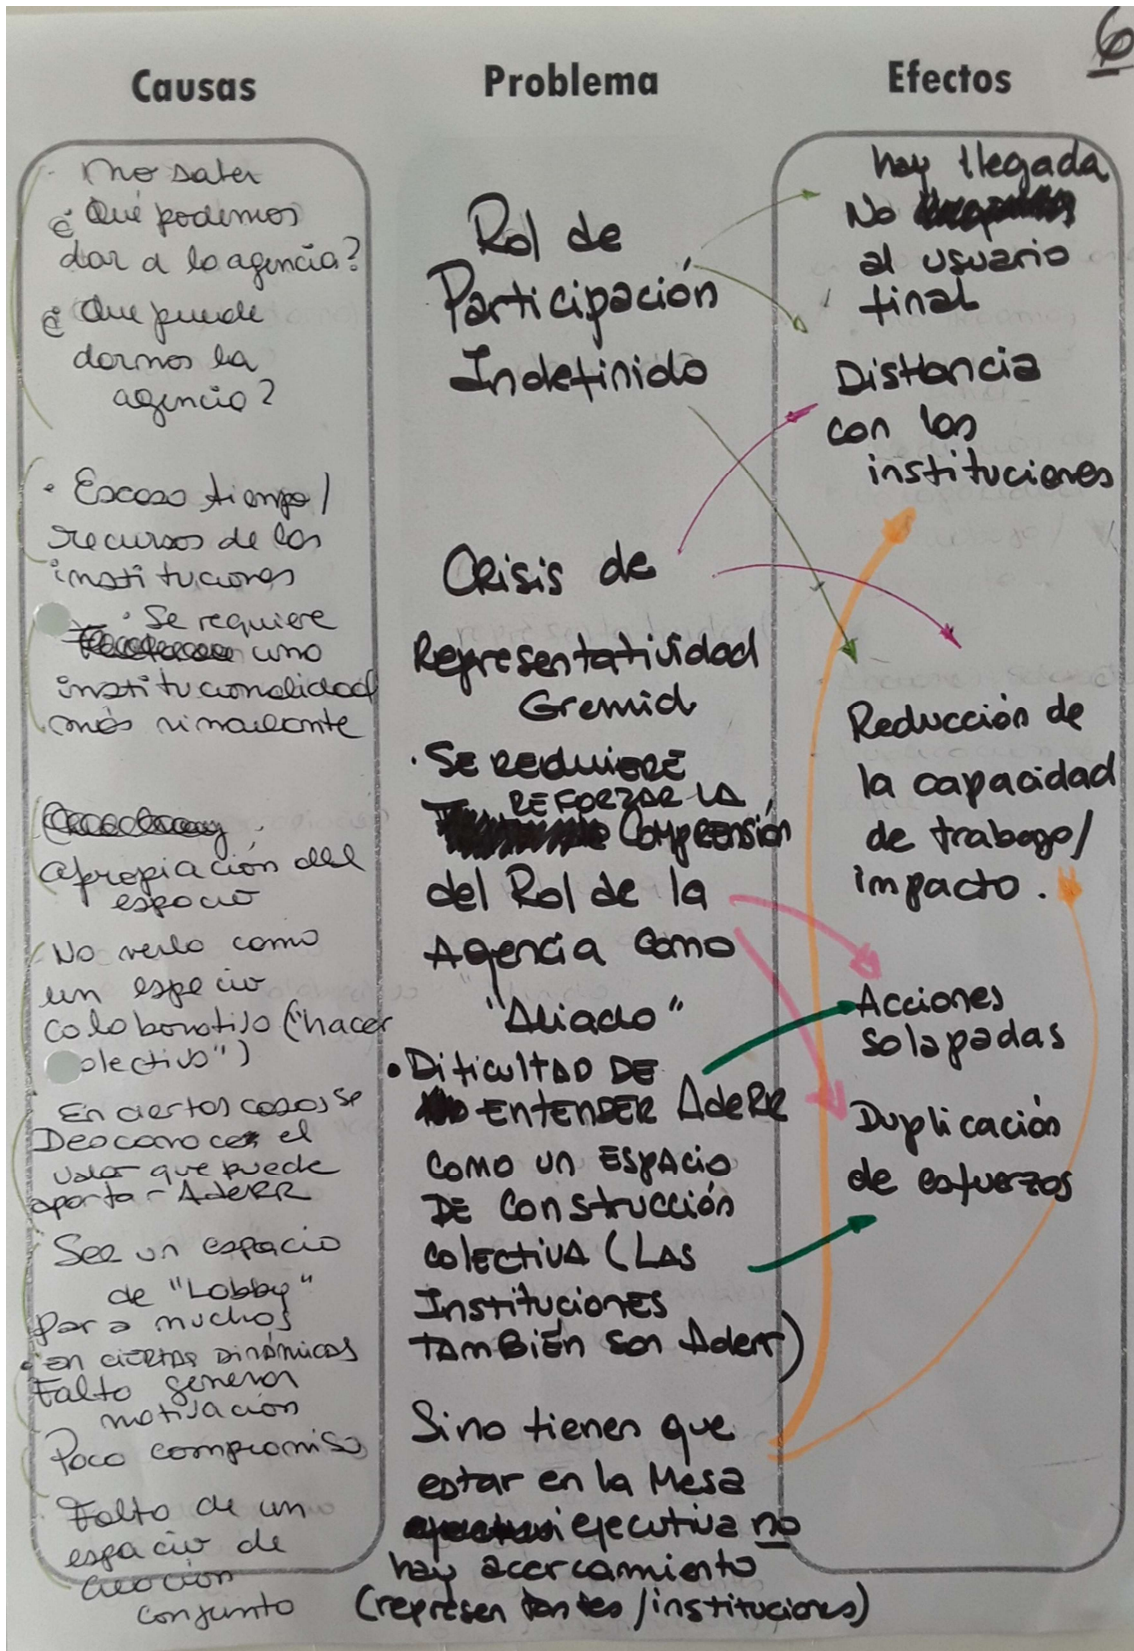 6
Causas
Problema
Efectos
no saber
¿Qué podemos
dar a la agencia?
¿Que puede
darnos la
agencia?
• Escaso tiempo /
recursos de las
instituciones
• Se requiere
una
institucionalidad
más
apropiación del
espacio
No verlo como
un espacio
colaborativo ("hacer
colectivo")
En ciertos casos se
Desconoce el
valor que puede
aportar AdeRR
Ser un espacio
de "Lobby"
para muchos
• En ciertas dinámicas
Falta generar
motivación
Poco compromiso
Falta de un
espacio de
creación
conjunto
Rol de
Participación
Indefinido
Crisis de
Representatividad
Gremial
• SE REQUIERE
REFORZAR LA
COMPRENSIÓN
del Rol de la
Agencia como
"Aliado"
• Dificultad DE
ENTENDER AdeRR
COMO UN ESPACIO
DE CONSTRUCCIÓN
COLECTIVA (LAS
INSTITUCIONES
TAMBIÉN son Aderr)
Sino tienen que
estar en la Mesa
ejecutiva no
hay acercamiento
(representantes/instituciones)
hay llegada
No
al usuario
final
Distancia
con las
instituciones
Reducción de
la capacidad
de trabajo/
impacto.
Acciones
solapadas
Duplicación
de esfuerzos